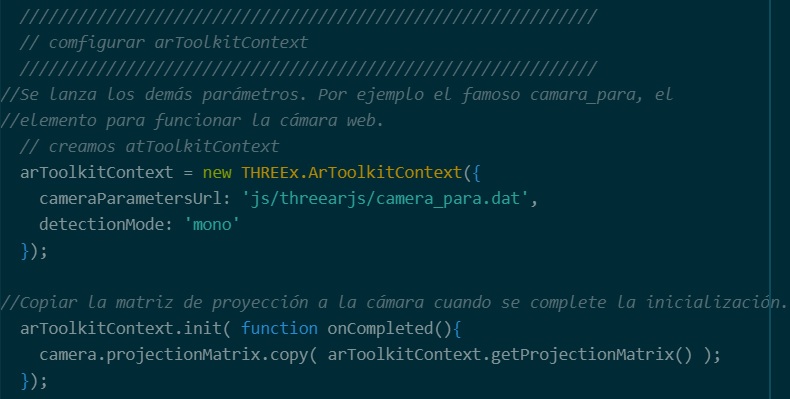 ////////////////////////////////////////////////////////////
// comfigurar arToolkitContext
////////////////////////////////////////////////////////////
//Se lanza los demás parámetros. Por ejemplo el famoso camara_para, el
//elemento para funcionar la cámara web.
// creamos atToolkitContext
arToolkitContext = new THREEx.ArToolkitContext({
cameraParametersUrl: 'js/threearjs/camera_para.dat',
detectionMode: 'mono'
});
//Copiar la matriz de proyección a la cámara cuando se complete la inicialización.
arToolkitContext.init( function onCompleted(){
camera.projectionMatrix.copy( arToolkitContext.getProjectionMatrix() );
});